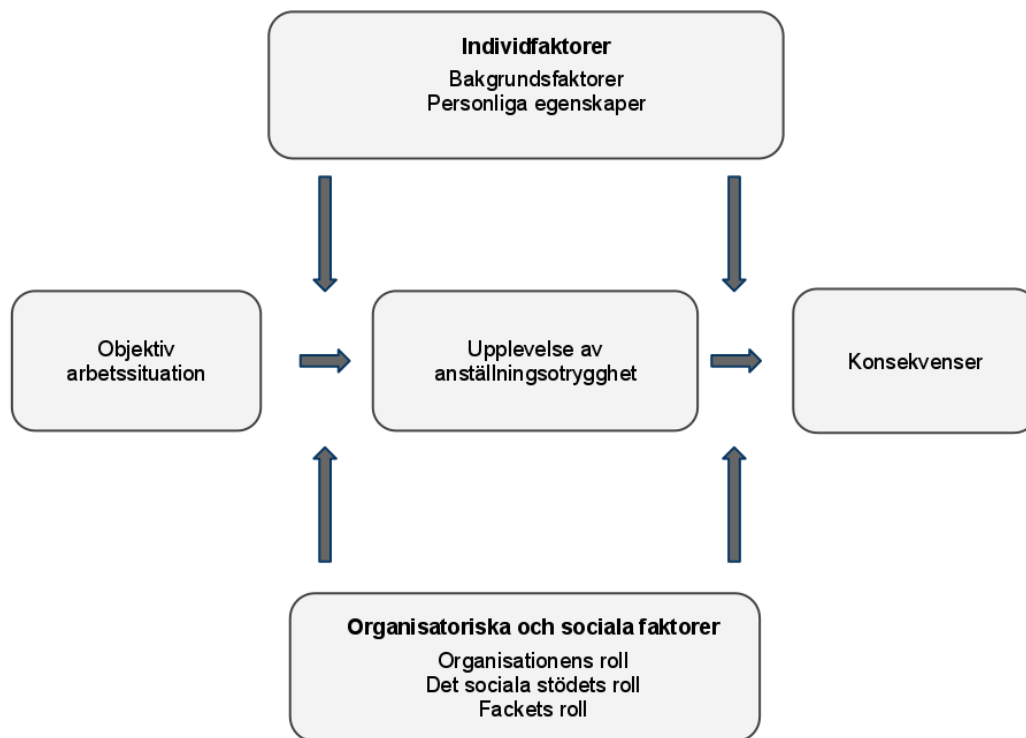 Individfaktorer
Bakgrundsfaktorer
Personliga egenskaper
Objektiv
arbetssituation
Upplevelse av
anställningsotrygghet
Konsekvenser
Organisatoriska och sociala faktorer
Organisationens roll
Det sociala stödets roll
Fackets roll